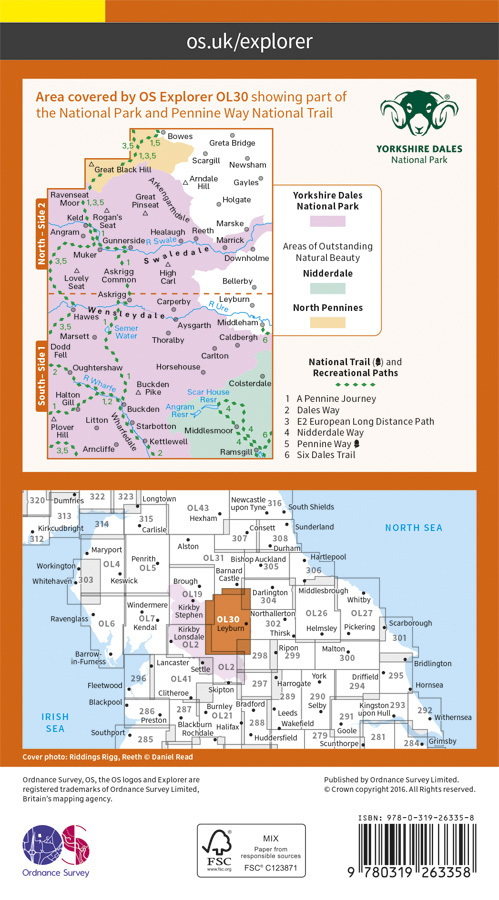 os.uk/explorer
Area covered by OS Explorer OL30 showing part of
the National Park and Pennine Way National Trail
YORKSHIRE DALES
National Park
North – Side 2
South – Side 1
Bowes
Greta Bridge
3,5
1,5
1,3,5
Scargill
Newsham
Great Black Hill
Arndale
Hill
Gayles
Ravenseat
Moor
1,3,5
Great
Pinseat
Arkengarthdale
Holgate
Keld
Rogan's
Seat
Angram
Healaugh
Reeth
Marske
Gunnerside
R Swale
Marrick
Swaledale
Downholme
Muker
3,5
Lovely
Seat
Askrigg
Common
High
Carl
Bellerby
Askrigg
Carperby
Leyburn
R Ure
Wensleydale
Hawes
Aysgarth
Middleham
3,5
Semer
Water
Marsett
Thoralby
Caldbergh
6
Dodd
Fell
Carlton
Horsehouse
Oughtershaw
2
R Wharfe
Colsterdale
Halton
Gill
1,2
Buckden
Pike
Scar House
Resr
Angram
Resr
Buckden
Litton
Starbotton
Middlesmoor
Plover
Hill
Wharfedale
Kettlewell
3,5
Arncliffe
2
Ramsgill
4
4
4
6
6
Yorkshire Dales
National Park
Areas of Outstanding
Natural Beauty
Nidderdale
North Pennines
National Trail ( ) and
Recreational Paths
1 A Pennine Journey
2 Dales Way
3 E2 European Long Distance Path
4 Nidderdale Way
5 Pennine Way
6 Six Dales Trail
320
Dumfries
322
323
Longtown
OL43
Hexham
Newcastle
upon Tyne
316
South Shields
313
Kirkcudbright
314
315
Carlisle
Sunderland
NORTH SEA
312
Consett
307
308
Durham
Maryport
Alston
Workington
OL4
Penrith
OL5
OL31
Bishop Auckland
305
Hartlepool
306
Whitehaven
303
Keswick
Brough
Barnard
Castle
OL19
Darlington
304
Middlesbrough
Whitby
Windermere
Kirkby
Stephen
OL30
Leyburn
Northallerton
302
OL26
OL27
Ravenglass
OL6
OL7
Kendal
Kirkby
Lonsdale
OL2
Thirsk
Helmsley
Pickering
Scarborough
301
Barrow-
in-Furness
Lancaster
Settle
OL2
298
Ripon
299
Malton
300
Bridlington
296
OL41
Skipton
297
Harrogate
York
Driffield
294
295
Fleetwood
Clitheroe
Hornsea
Blackpool
286
Preston
287
Burnley
OL21
Halifax
288
289
Leeds
290
Selby
Kingston
upon Hull
293
292
Withernsea
IRISH
SEA
Blackburn
Rochdale
Wakefield
291
Goole
Southport
285
Huddersfield
279
Scunthorpe
281
284
Grimsby
Cover photo: Riddings Rigg, Reeth © Daniel Read
Ordnance Survey, OS, the OS logos and Explorer are
registered trademarks of Ordnance Survey Limited,
Britain's mapping agency.
Published by Ordnance Survey Limited.
© Crown copyright 2016. All rights reserved.
OS
Ordnance Survey
FSC
www.fsc.org
MIX
Paper from
responsible sources
FSC® C123871
ISBN: 978-0-319-26335-8
9 780319 263358